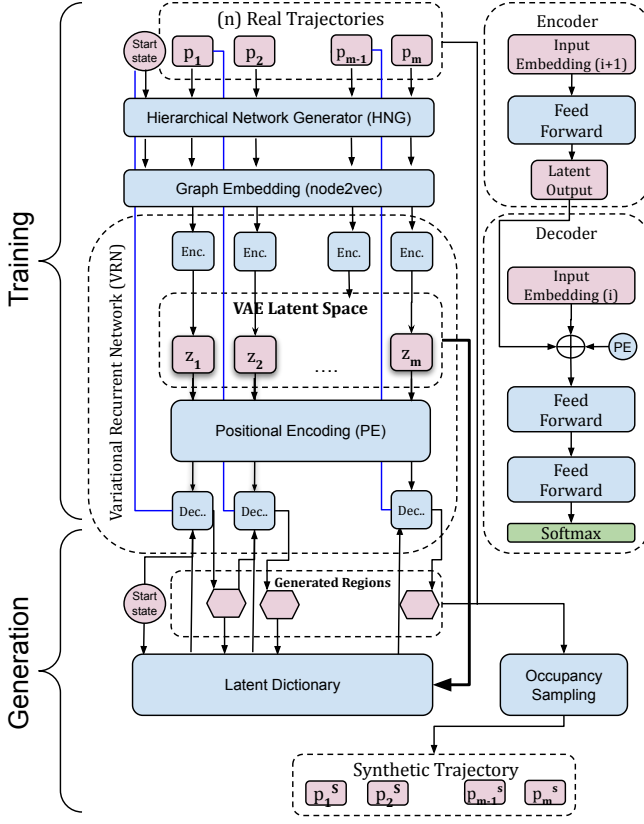 (n) Real Trajectories
Start
state
p1
p2
pm-1
pm
Hierarchical Network Generator (HNG)
Graph Embedding (node2vec)
Enc.
Enc.
Enc.
Enc.
VAE Latent Space
z1
z2
....
zm
Positional Encoding (PE)
Dec..
Dec..
Dec..
Variational Recurrent Network (VRN)
Training
Generation
Generated Regions
Start
state
Latent Dictionary
Occupancy
Sampling
Synthetic Trajectory
p1s
p2s
pm-1s
pms
Encoder
Input
Embedding (i+1)
Feed
Forward
Latent
Output
Decoder
Input
Embedding (i)
PE
Feed
Forward
Feed
Forward
Softmax